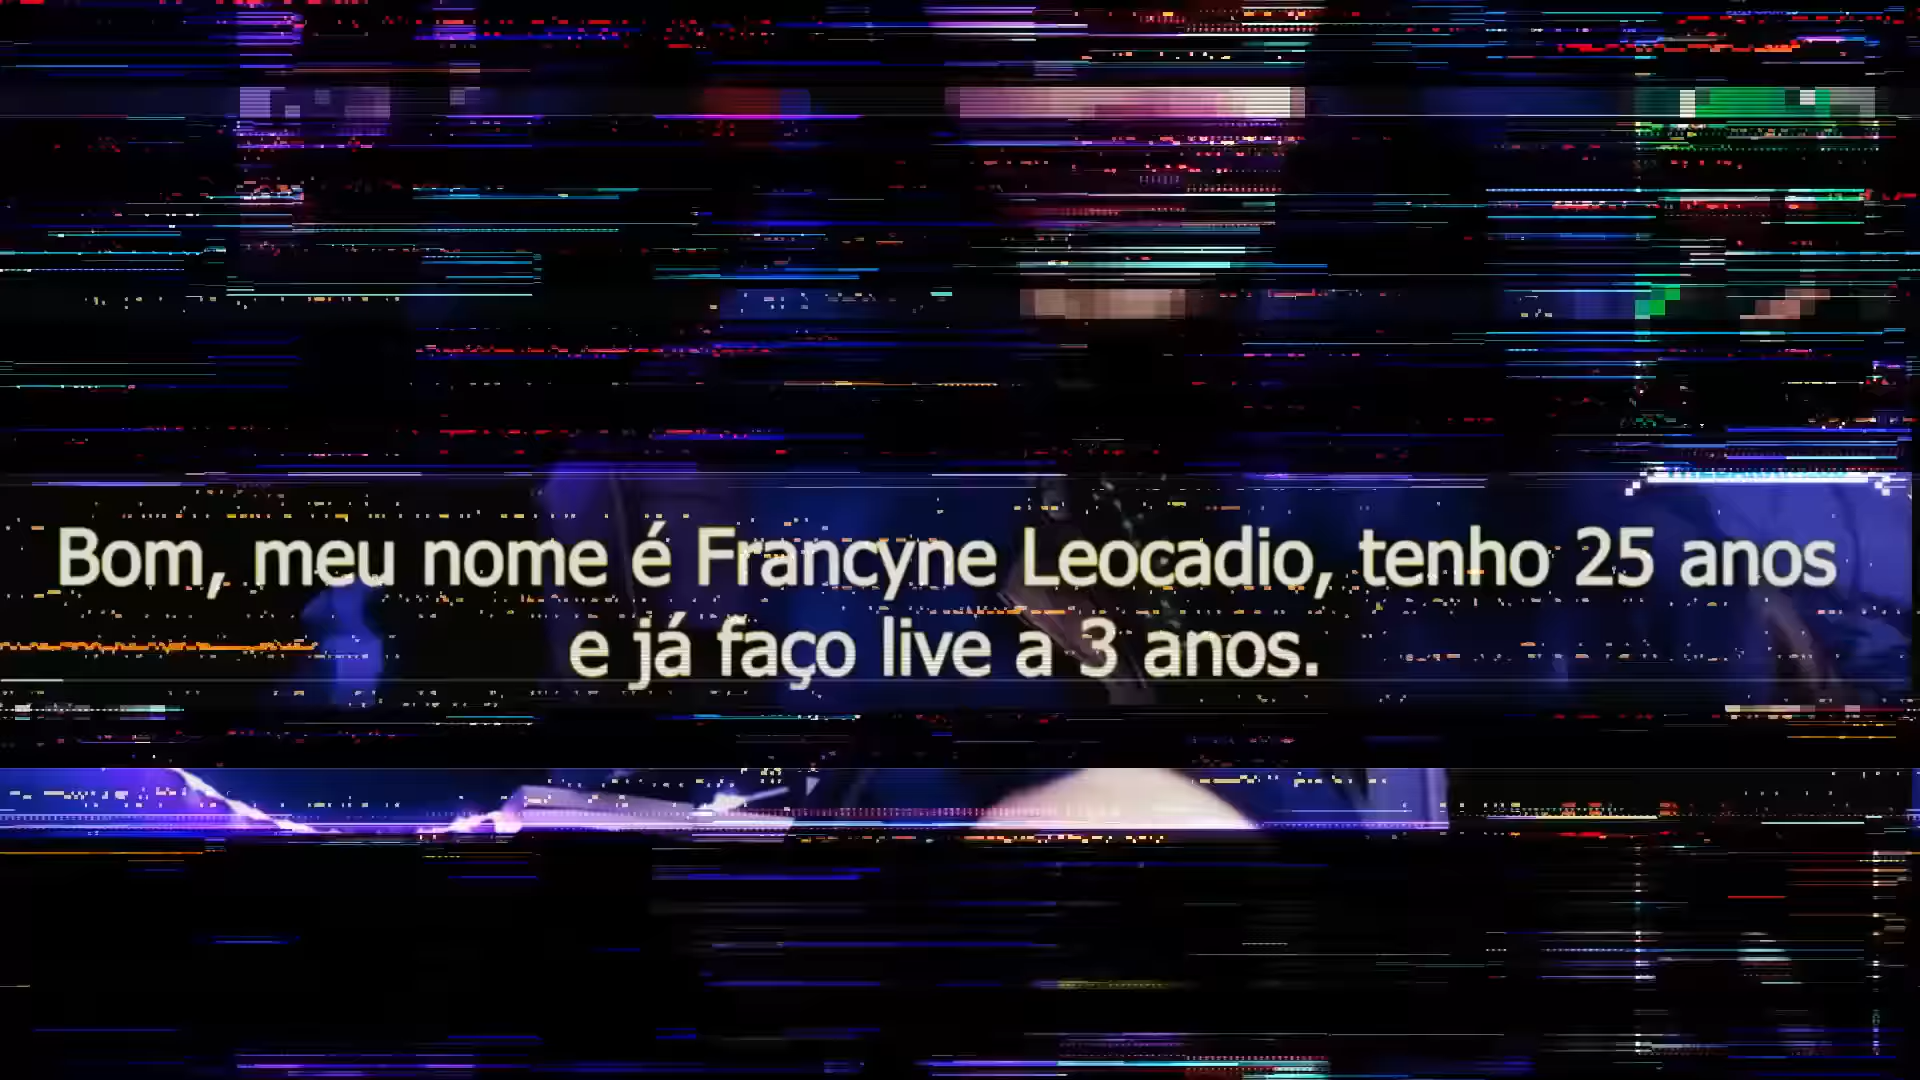 Bom, meu nome é Francyne Leocadio, tenho 25 anos
e já faço live a 3 anos.